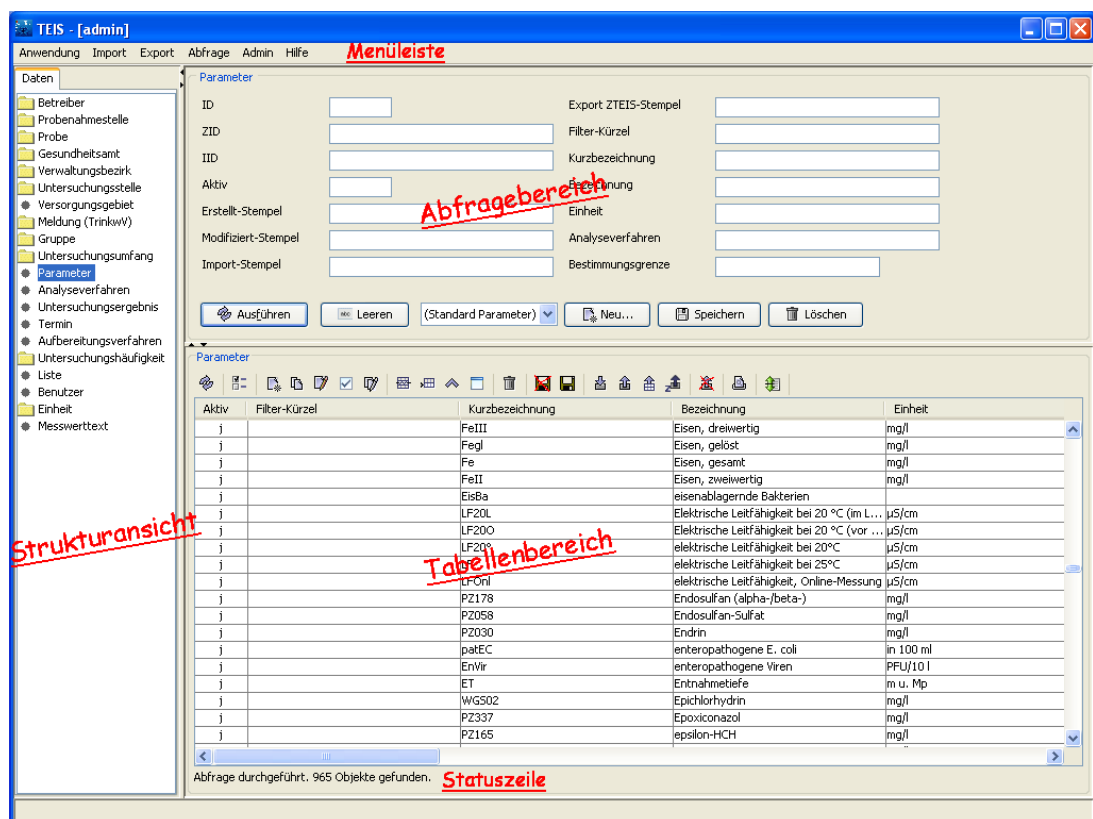 TEIS - [admin]
Anwendung Import Export Abfrage Admin Hilfe
Menüleiste
Daten
Betreiber
Probenahmestelle
Probe
Gesundheitsamt
Verwaltungsbezirk
Untersuchungsstelle
Versorgungsgebiet
Meldung (TrinkwV)
Gruppe
Untersuchungsumfang
Parameter
Analyseverfahren
Untersuchungsergebnis
Termin
Aufbereitungsverfahren
Untersuchungshäufigkeit
Liste
Benutzer
Einheit
Messwerttext
Strukturansicht
Parameter
ID
ZID
IID
Aktiv
Erstellt-Stempel
Modifiziert-Stempel
Import-Stempel
Export ZTEIS-Stempel
Filter-Kürzel
Kurzbezeichnung
Bezeichnung
Einheit
Analyseverfahren
Bestimmungsgrenze
Abfragebereich
Ausführen
abc Leeren
(Standard Parameter)
Neu...
Speichern
Löschen
Parameter
Aktiv Filter-Kürzel Kurzbezeichnung Bezeichnung Einheit
j FeIII Eisen, dreiwertig mg/l
j Fegl Eisen, gelöst mg/l
j Fe Eisen, gesamt mg/l
j FeII Eisen, zweiwertig mg/l
j EisBa eisenablagernde Bakterien
j LF20L Elektrische Leitfähigkeit bei 20 °C (im L... µS/cm
j LF20O Elektrische Leitfähigkeit bei 20 °C (vor ... µS/cm
j LF20° elektrische Leitfähigkeit bei 20°C µS/cm
j elektrische Leitfähigkeit bei 25°C µS/cm
j LFOnl elektrische Leitfähigkeit, Online-Messung µS/cm
j PZ178 Endosulfan (alpha-/beta-) mg/l
j PZ058 Endosulfan-Sulfat mg/l
j PZ030 Endrin mg/l
j patEC enteropathogene E. coli in 100 ml
j EnVir enteropathogene Viren PFU/10 l
j ET Entnahmetiefe m u. Mp
j WGS02 Epichlorhydrin mg/l
j PZ337 Epoxiconazol mg/l
j PZ165 epsilon-HCH mg/l
Tabellenbereich
Abfrage durchgeführt. 965 Objekte gefunden.
Statuszeile